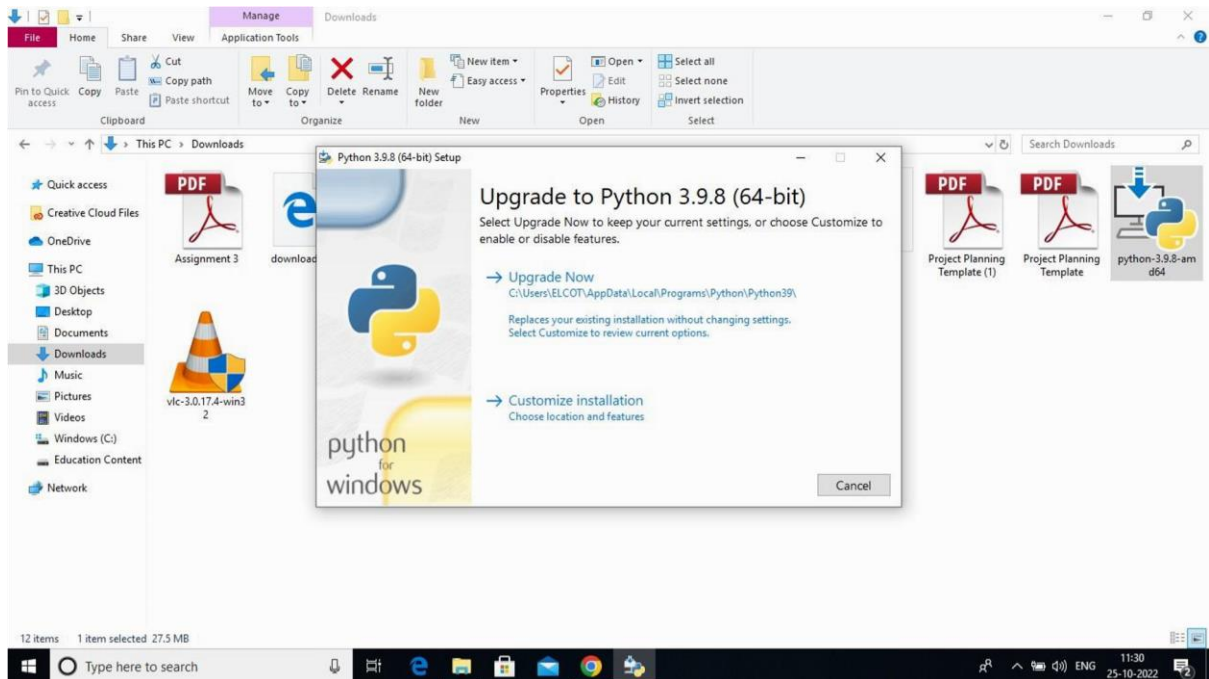 Manage
Downloads
File
Home
Share
View
Application Tools
Pin to Quick access
Copy
Paste
Cut
Copy path
Paste shortcut
Clipboard
Move to
Copy to
Delete
Rename
Organize
New folder
New item
Easy access
New
Properties
Open
Edit
History
Open
Select all
Select none
Invert selection
Select
This PC > Downloads
Search Downloads
Quick access
Creative Cloud Files
OneDrive
This PC
3D Objects
Desktop
Documents
Downloads
Music
Pictures
Videos
Windows (C:)
Education Content
Network
PDF
Assignment 3
download
vlc-3.0.17.4-win3
2
Python 3.9.8 (64-bit) Setup
Upgrade to Python 3.9.8 (64-bit)
Select Upgrade Now to keep your current settings, or choose Customize to
enable or disable features.
→ Upgrade Now
C:\Users\ELCOT\AppData\Local\Programs\Python\Python39\
Replaces your existing installation without changing settings.
Select Customize to review current options.
→ Customize installation
Choose location and features
python
for
windows
Cancel
PDF
Project Planning
Template (1)
PDF
Project Planning
Template
python-3.9.8-am
d64
12 items
1 item selected 27.5 MB
Type here to search
ENG
11:30
25-10-2022
2